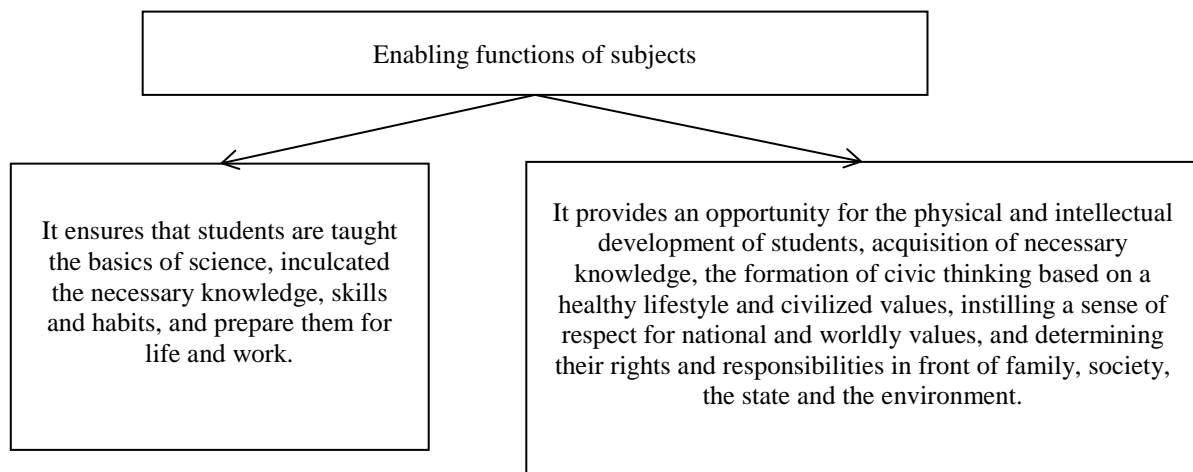 Enabling functions of subjects
It ensures that students are taught
the basics of science, inculcated
the necessary knowledge, skills
and habits, and prepare them for
life and work.
It provides an opportunity for the physical and intellectual
development of students, acquisition of necessary
knowledge, the formation of civic thinking based on a
healthy lifestyle and civilized values, instilling a sense of
respect for national and worldly values, and determining
their rights and responsibilities in front of family, society,
the state and the environment.